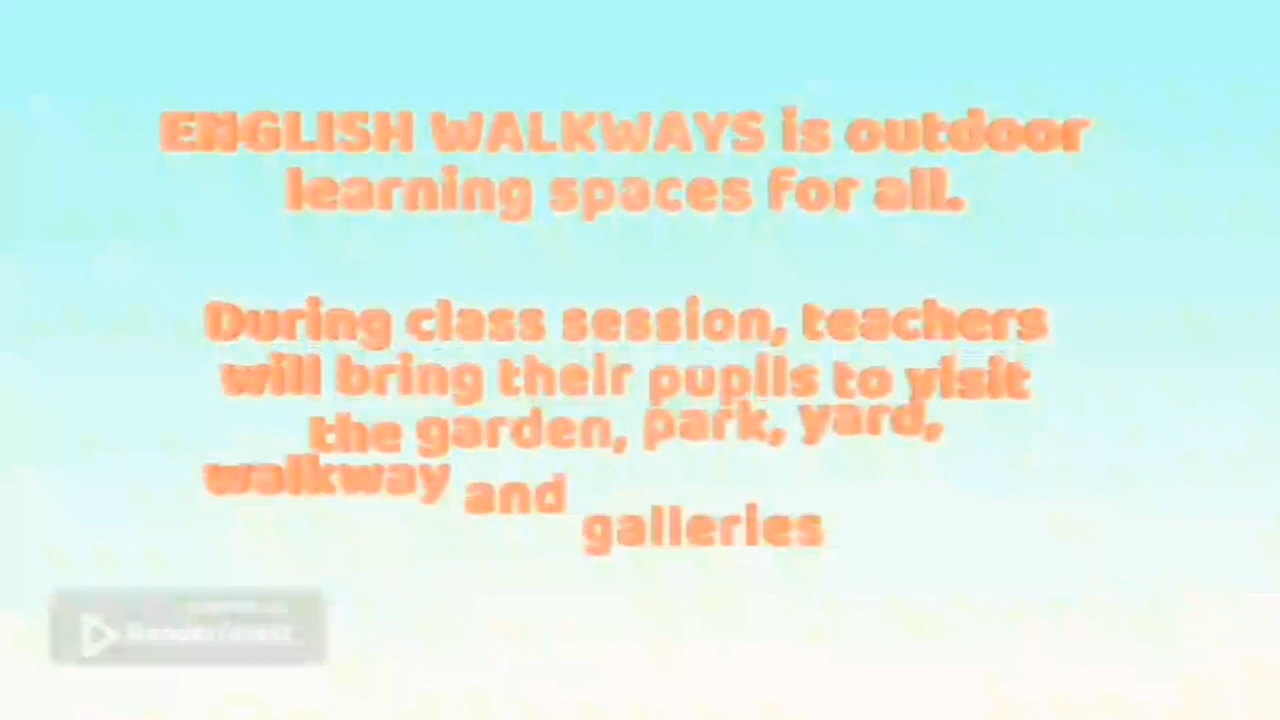 ENGLISH WALKWAYS is outdoor
learning spaces for all.
During class session, teachers
will bring their pupils to visit
the garden, park, yard,
walkway and
galleries
Renderforest